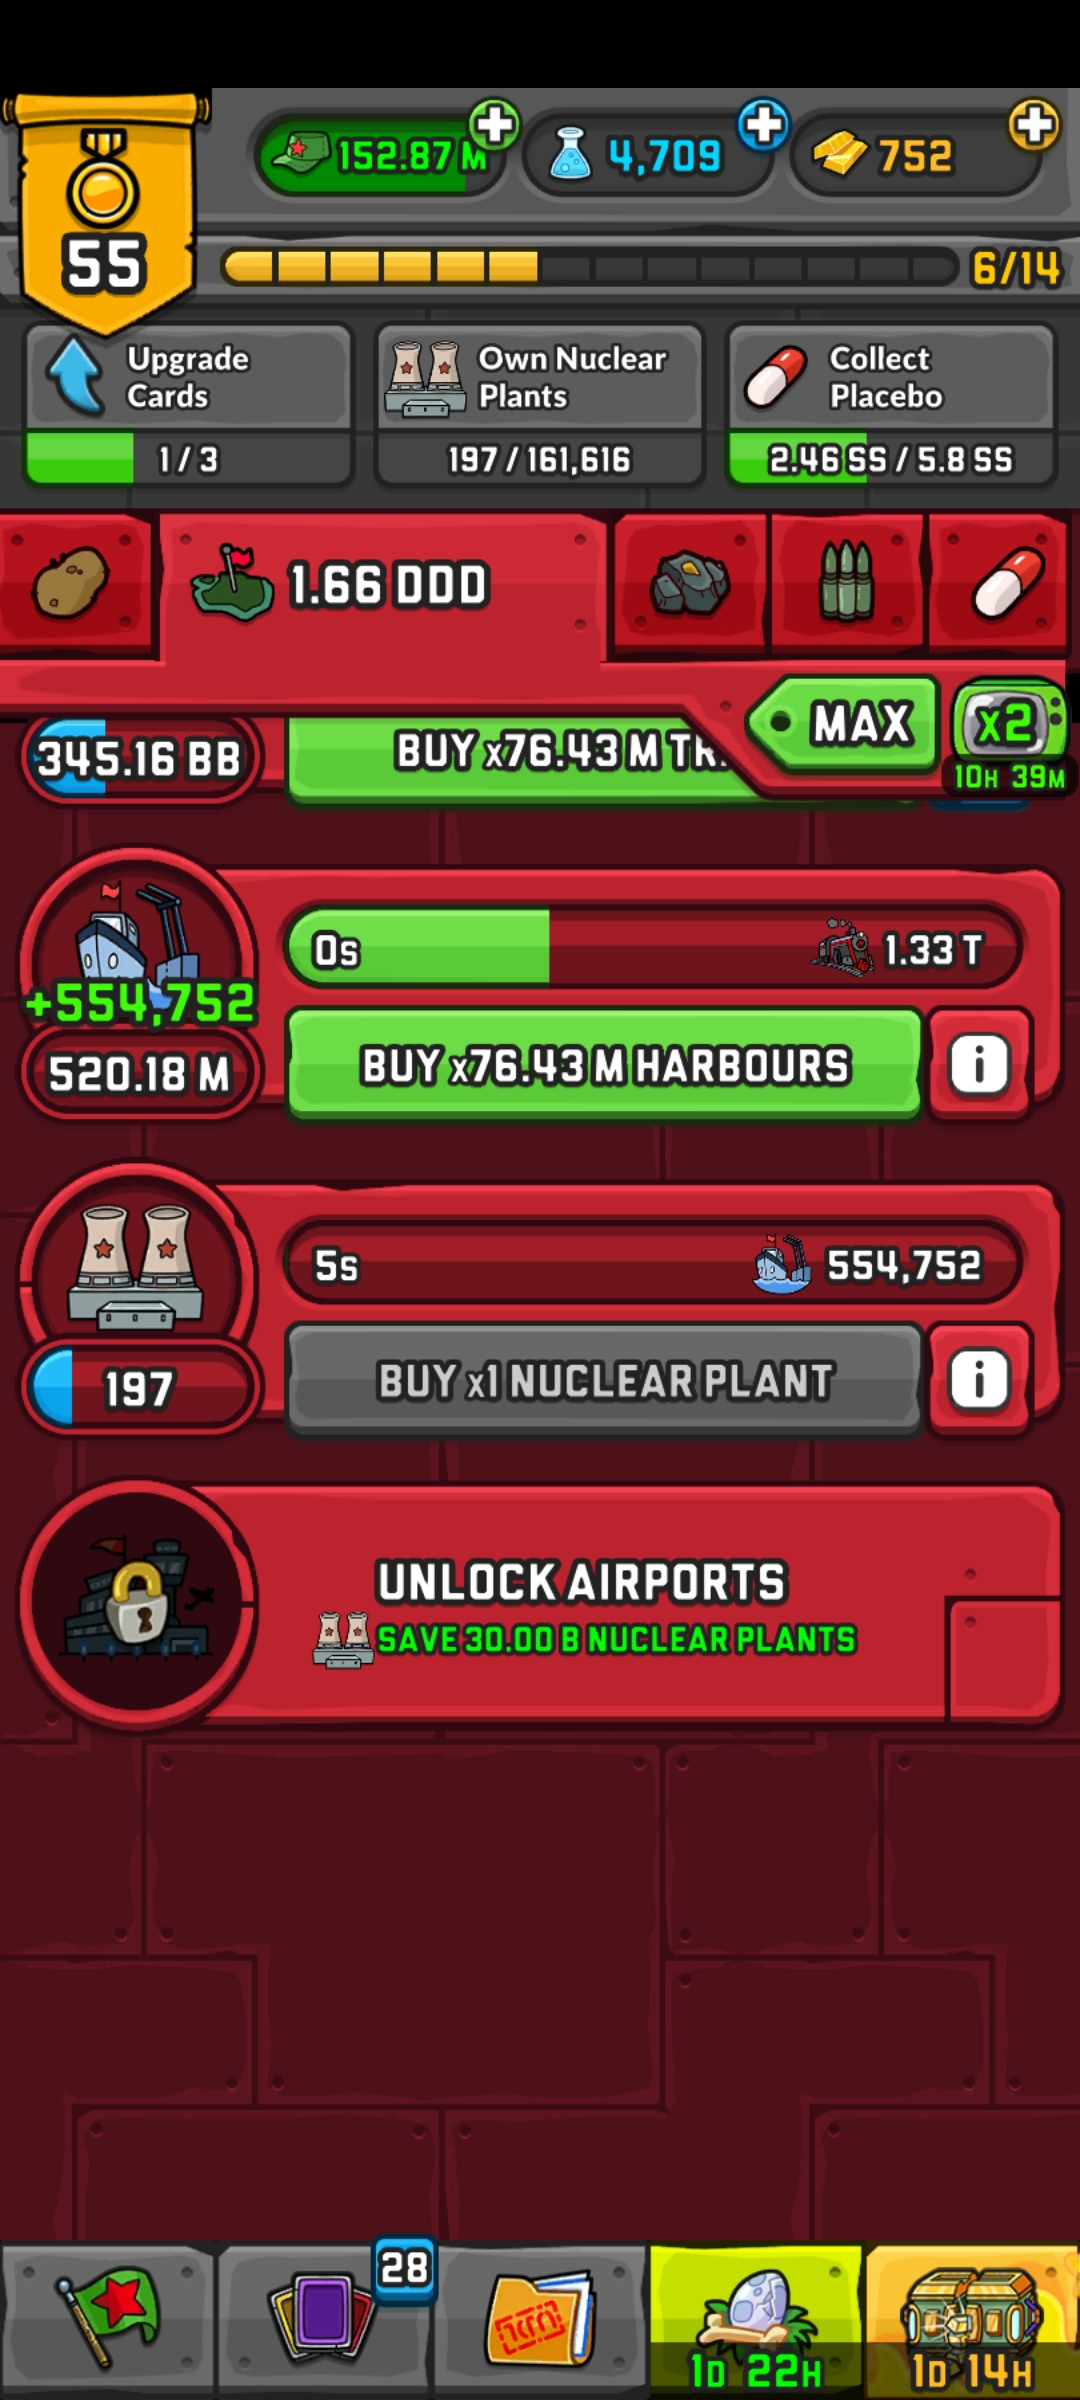 152.87 M
4,709
752
55
6/14
Upgrade
Cards
1 / 3
Own Nuclear
Plants
197 / 161,616
Collect
Placebo
2.46 SS / 5.8 SS
1.66 DDD
MAX
x2
10H 39M
345.16 BB
BUY x76.43 M
0s
1.33 T
+554,752
520.18 M
BUY x76.43 M HARBOURS
i
5s
554,752
197
BUY x1 NUCLEAR PLANT
i
UNLOCK AIRPORTS
SAVE 30.00 B NUCLEAR PLANTS
28
1D 22H
1D 14H